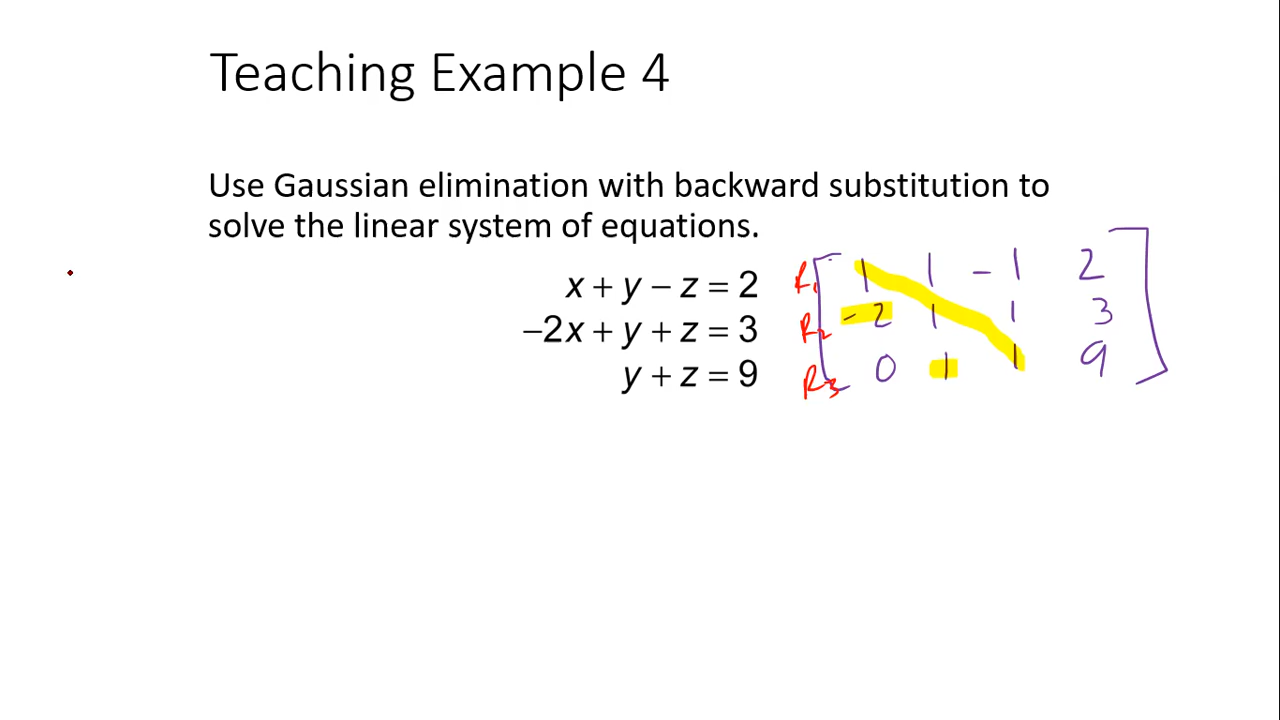 Teaching Example 4
Use Gaussian elimination with backward substitution to
solve the linear system of equations.
x + y − z = 2
−2x + y + z = 3
y + z = 9
R1 1 1 -1 2
R2 -2 1 1 3
R3 0 1 1 9